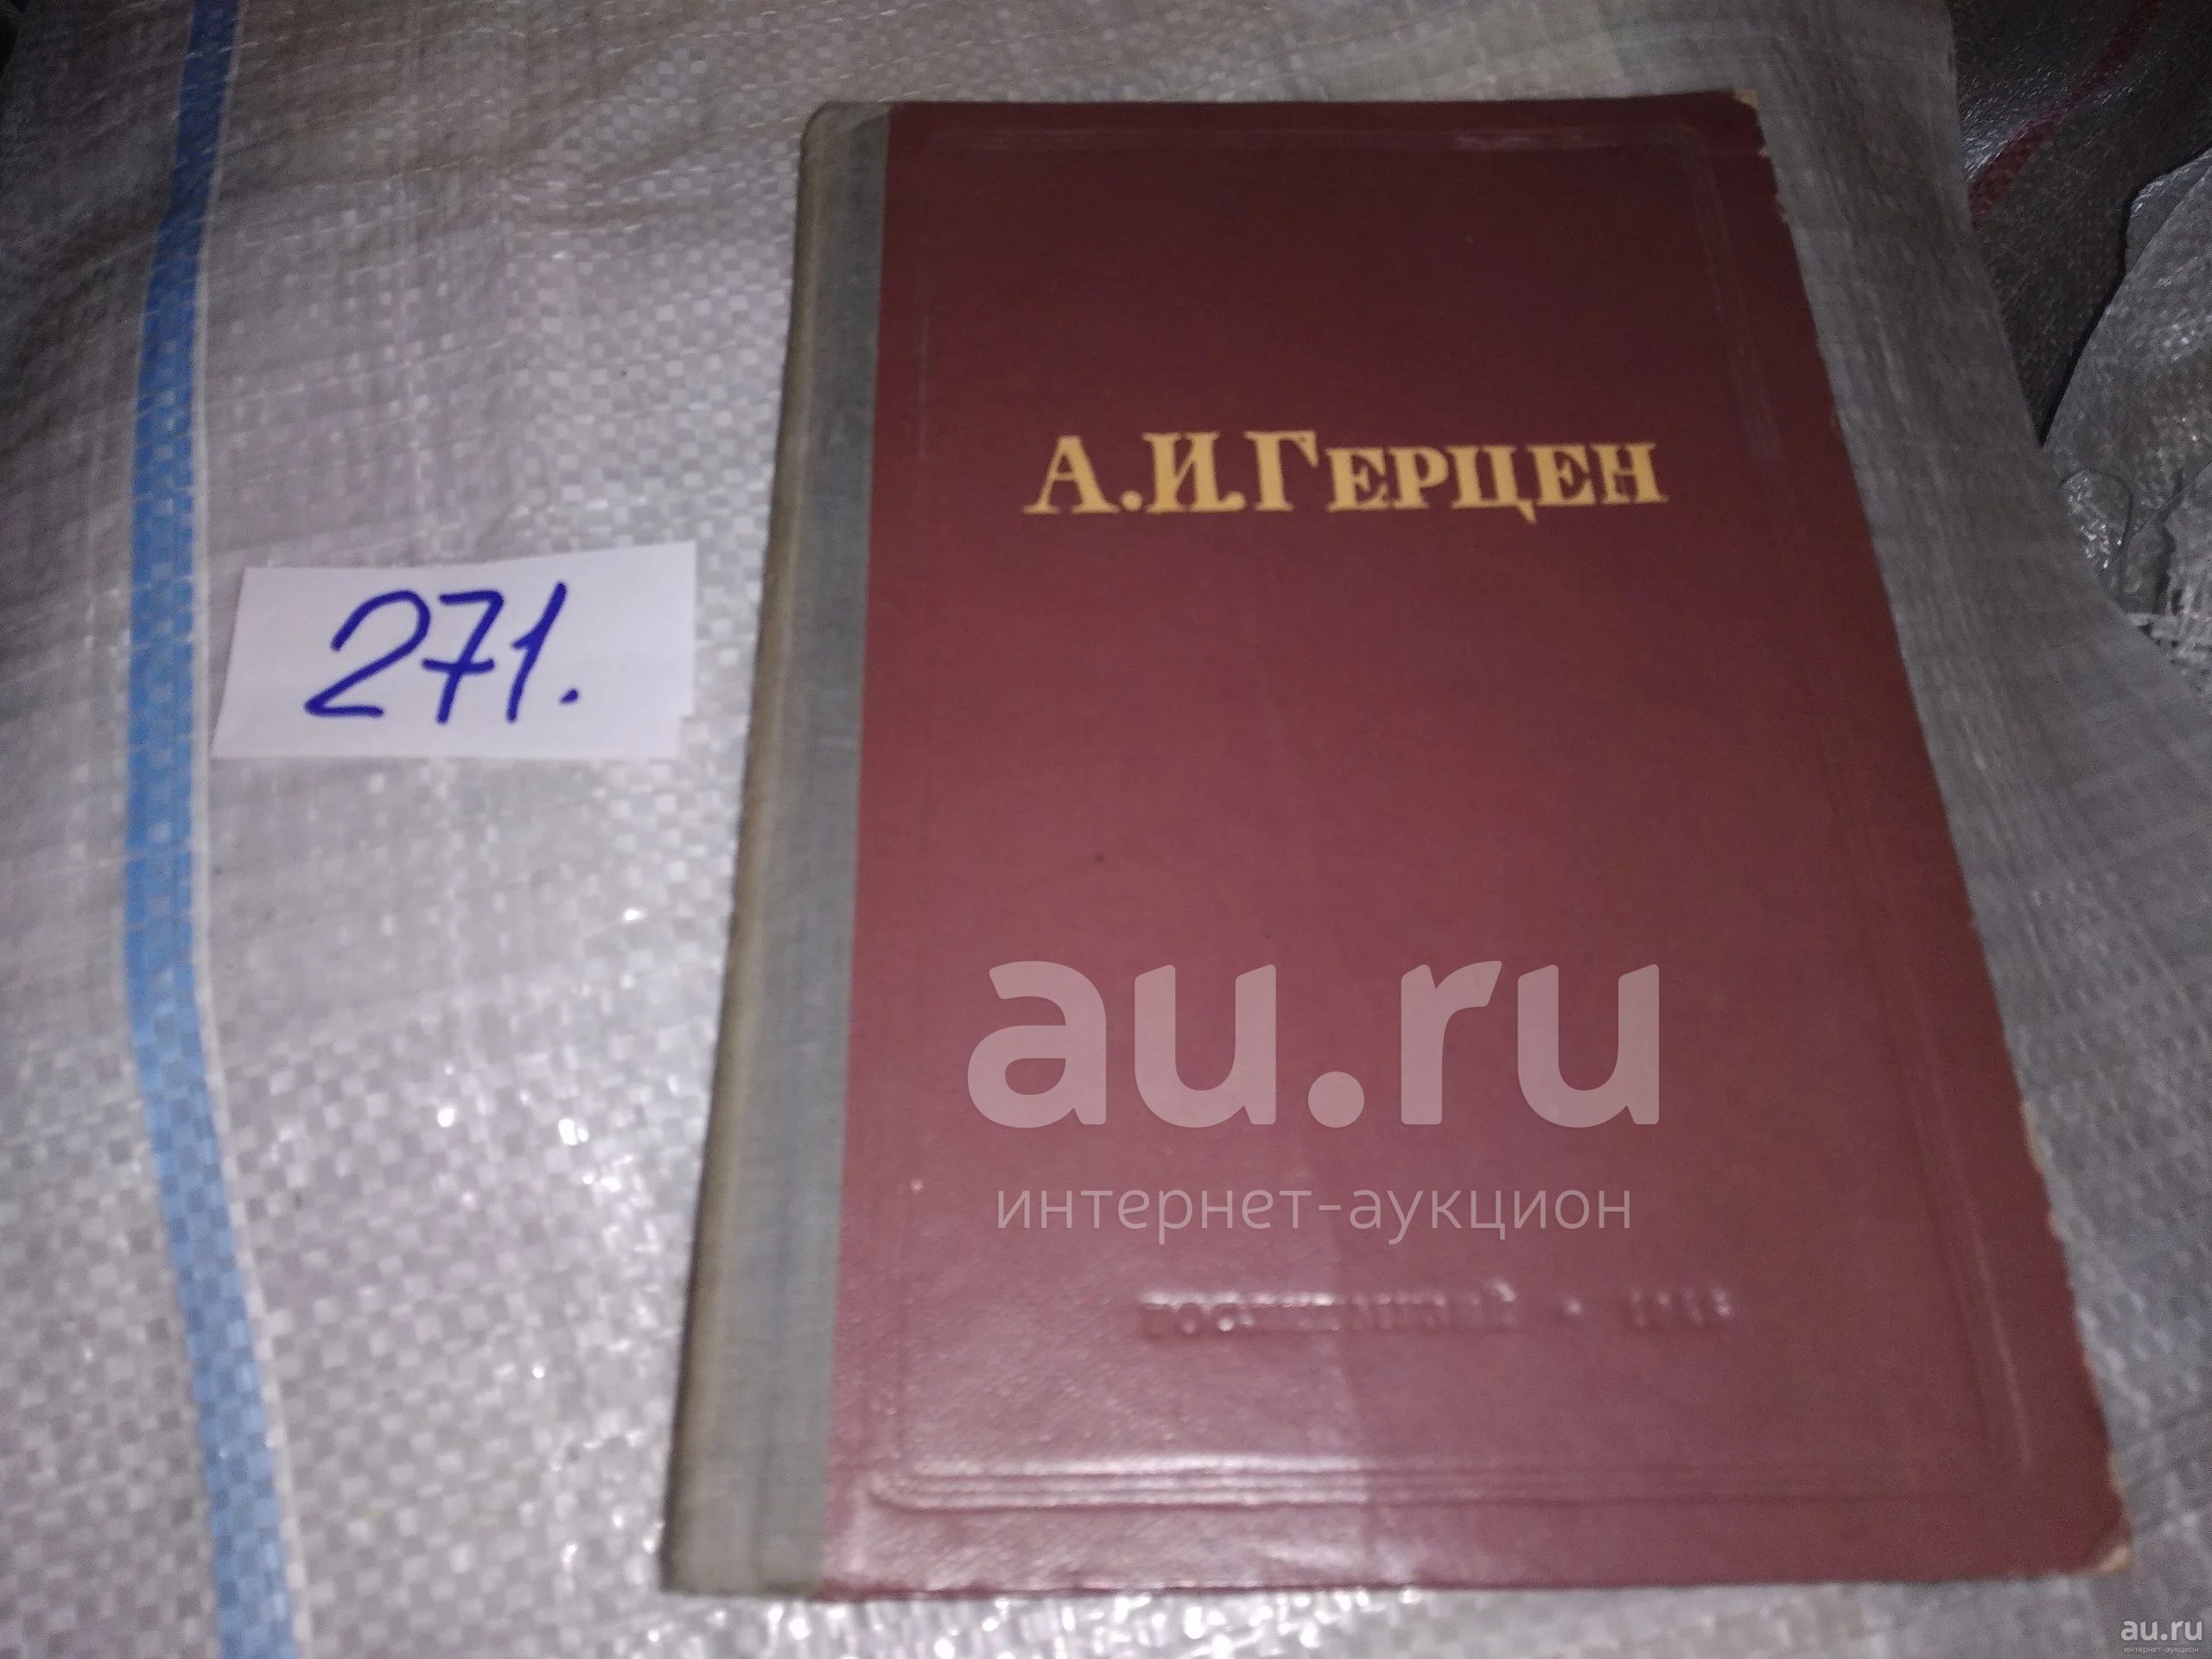 А.И.ГЕРЦЕН
271.
au.ru
интернет-аукцион
au.ru
интернет-аукцион